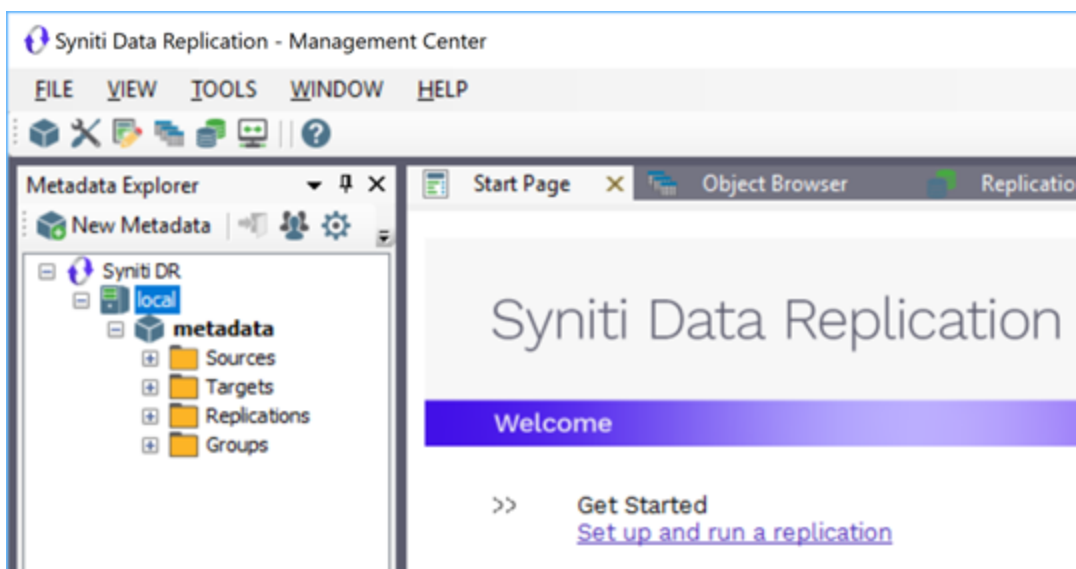 Syniti Data Replication - Management Center
FILE VIEW TOOLS WINDOW HELP
Metadata Explorer
New Metadata
Syniti DR
local
metadata
Sources
Targets
Replications
Groups
Start Page Object Browser Replicatio
Syniti Data Replication
Welcome
>> Get Started
Set up and run a replication